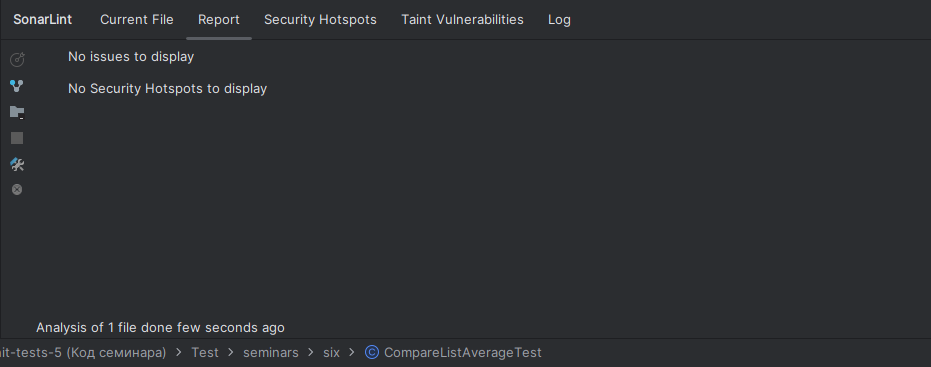 SonarLint Current File Report Security Hotspots Taint Vulnerabilities Log
No issues to display
No Security Hotspots to display
Analysis of 1 file done few seconds ago
it-tests-5 (Код семинара) > Test > seminars > six > CompareListAverageTest